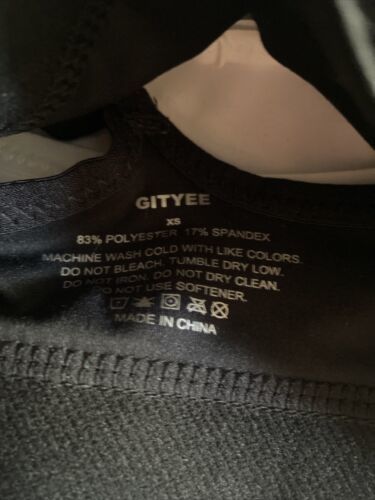 GITYEE
XS
83% POLYESTER 17% SPANDEX
MACHINE WASH COLD WITH LIKE COLORS.
DO NOT BLEACH. TUMBLE DRY LOW.
DO NOT IRON. DO NOT DRY CLEAN.
DO NOT USE SOFTENER.
MADE IN CHINA